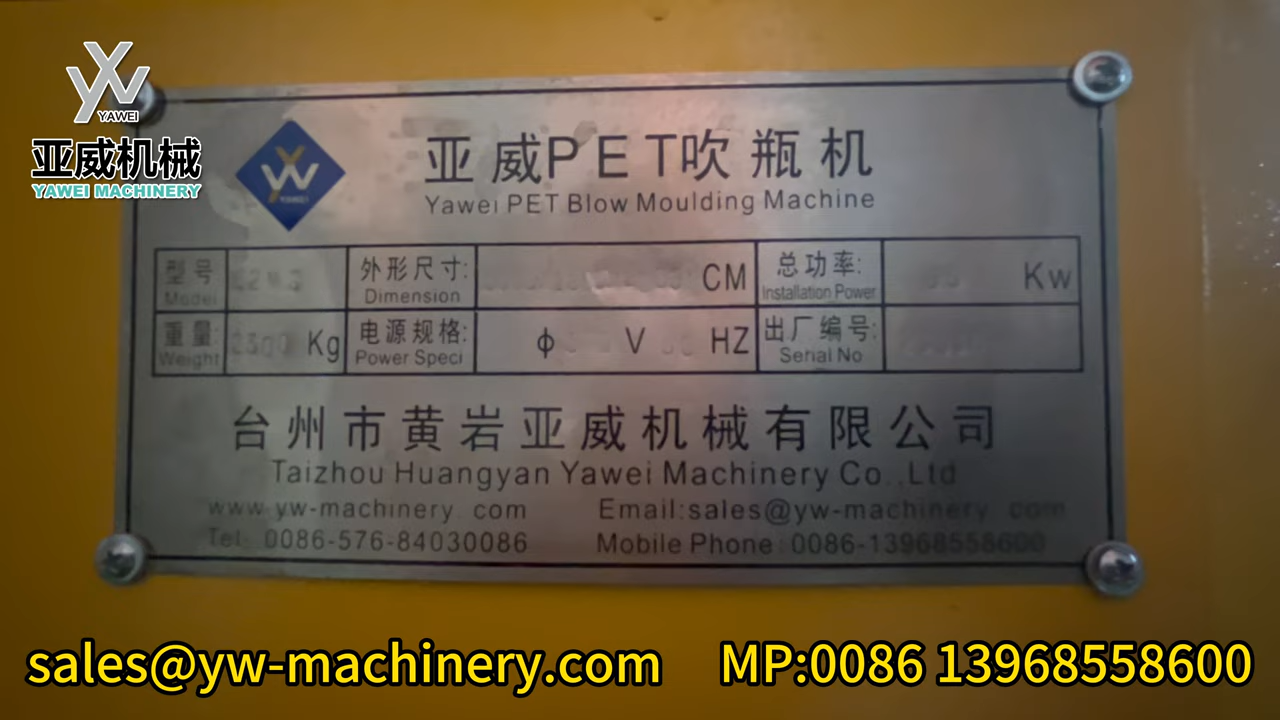 YAWEI
亚威机械
YAWEI MACHINERY
YAWEI
亚威PET吹瓶机
Yawei PET Blow Moulding Machine
型号 外形尺寸: CM 总功率: Kw
Model Dimension Installation Power
重量: Kg 电源规格: ф V HZ 出厂编号:
Weight Power Speci Serial No
台州市黄岩亚威机械有限公司
Taizhou Huangyan Yawei Machinery Co.,Ltd
www.yw-machinery.com Email:sales@yw-machinery.com
Tel: 0086-576-84030086 Mobile Phone:0086-13968558600
sales@yw-machinery.com MP:0086 13968558600